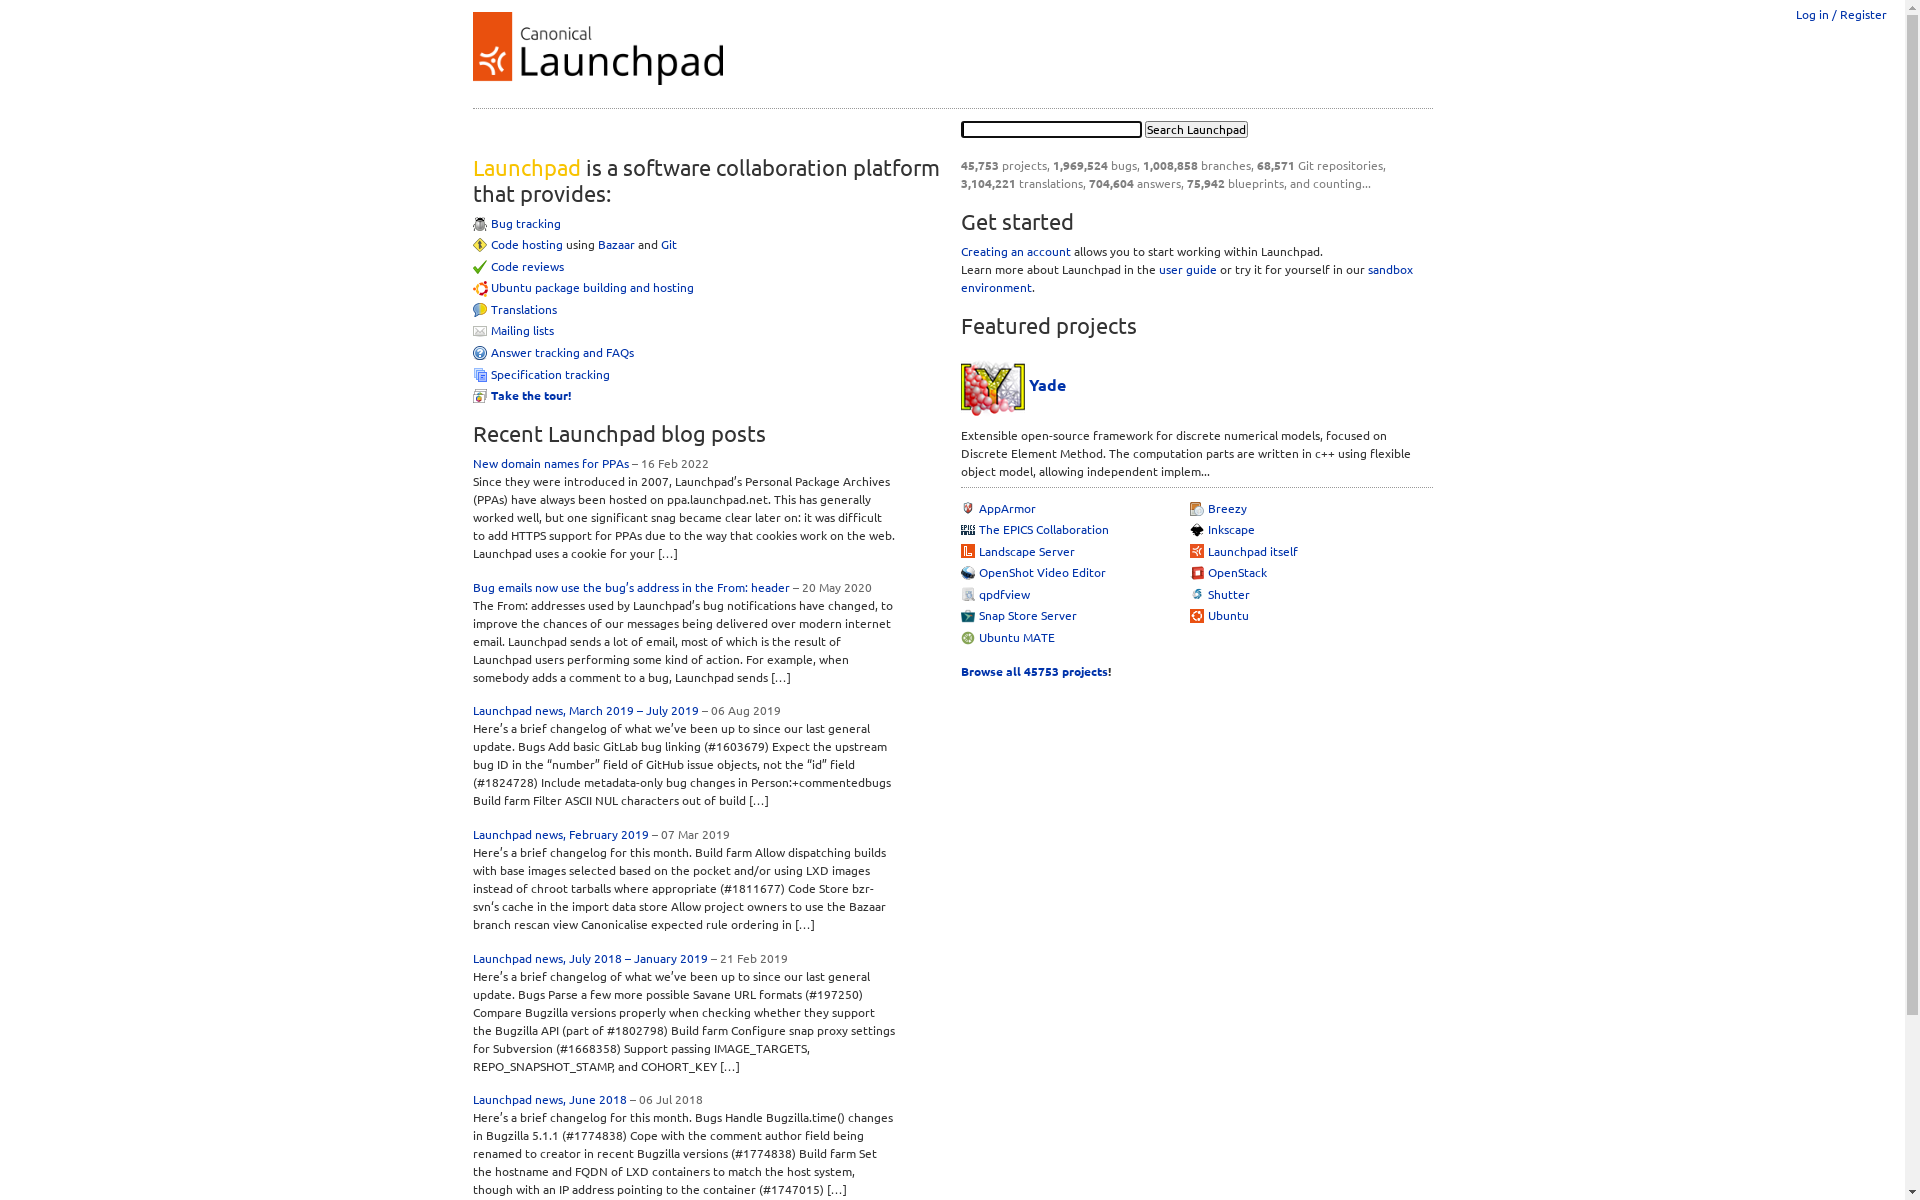 Log in / Register
Canonical
Launchpad
Search Launchpad
Launchpad is a software collaboration platform
that provides:
Bug tracking
Code hosting using Bazaar and Git
Code reviews
Ubuntu package building and hosting
Translations
Mailing lists
Answer tracking and FAQs
Specification tracking
Take the tour!
Recent Launchpad blog posts
New domain names for PPAs – 16 Feb 2022
Since they were introduced in 2007, Launchpad’s Personal Package Archives
(PPAs) have always been hosted on ppa.launchpad.net. This has generally
worked well, but one significant snag became clear later on: it was difficult
to add HTTPS support for PPAs due to the way that cookies work on the web.
Launchpad uses a cookie for your […]
Bug emails now use the bug’s address in the From: header – 20 May 2020
The From: addresses used by Launchpad’s bug notifications have changed, to
improve the chances of our messages being delivered over modern internet
email. Launchpad sends a lot of email, most of which is the result of
Launchpad users performing some kind of action. For example, when
somebody adds a comment to a bug, Launchpad sends […]
Launchpad news, March 2019 – July 2019 – 06 Aug 2019
Here’s a brief changelog of what we’ve been up to since our last general
update. Bugs Add basic GitLab bug linking (#1603679) Expect the upstream
bug ID in the “number” field of GitHub issue objects, not the “id” field
(#1824728) Include metadata-only bug changes in Person:+commentedbugs
Build farm Filter ASCII NUL characters out of build […]
Launchpad news, February 2019 – 07 Mar 2019
Here’s a brief changelog for this month. Build farm Allow dispatching builds
with base images selected based on the pocket and/or using LXD images
instead of chroot tarballs where appropriate (#1811677) Code Store bzr-
svn’s cache in the import data store Allow project owners to use the Bazaar
branch rescan view Canonicalise expected rule ordering in […]
Launchpad news, July 2018 – January 2019 – 21 Feb 2019
Here’s a brief changelog of what we’ve been up to since our last general
update. Bugs Parse a few more possible Savane URL formats (#197250)
Compare Bugzilla versions properly when checking whether they support
the Bugzilla API (part of #1802798) Build farm Configure snap proxy settings
for Subversion (#1668358) Support passing IMAGE_TARGETS,
REPO_SNAPSHOT_STAMP, and COHORT_KEY […]
Launchpad news, June 2018 – 06 Jul 2018
Here’s a brief changelog for this month. Bugs Handle Bugzilla.time() changes
in Bugzilla 5.1.1 (#1774838) Cope with the comment author field being
renamed to creator in recent Bugzilla versions (#1774838) Build farm Set
the hostname and FQDN of LXD containers to match the host system,
though with an IP address pointing to the container (#1747015) […]
45,753 projects, 1,969,524 bugs, 1,008,858 branches, 68,571 Git repositories,
3,104,221 translations, 704,604 answers, 75,942 blueprints, and counting...
Get started
Creating an account allows you to start working within Launchpad.
Learn more about Launchpad in the user guide or try it for yourself in our sandbox
environment.
Featured projects
Yade
Extensible open-source framework for discrete numerical models, focused on
Discrete Element Method. The computation parts are written in c++ using flexible
object model, allowing independent implem...
AppArmor
The EPICS Collaboration
Landscape Server
OpenShot Video Editor
qpdfview
Snap Store Server
Ubuntu MATE
Breezy
Inkscape
Launchpad itself
OpenStack
Shutter
Ubuntu
Browse all 45753 projects!